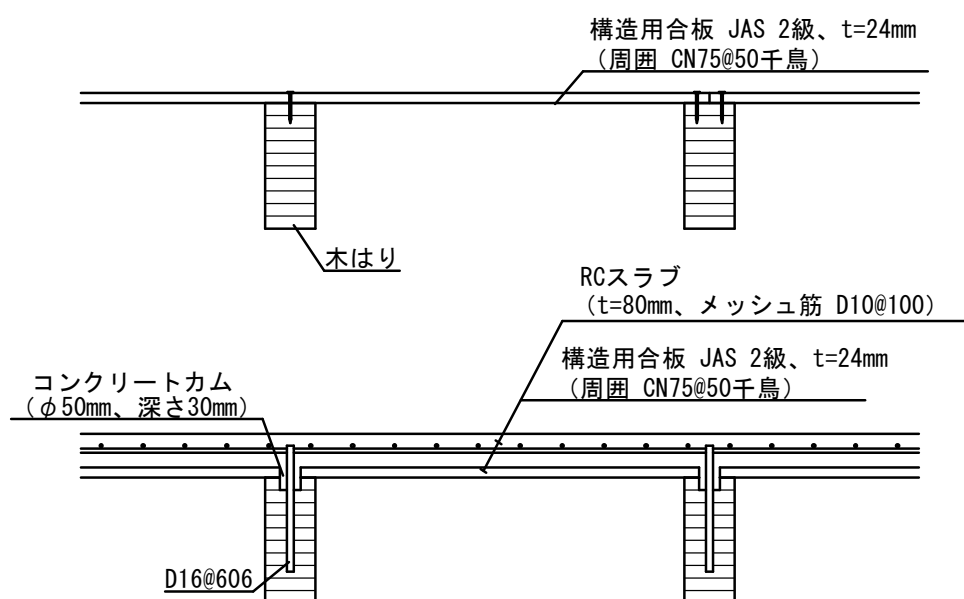 構造用合板 JAS 2級、t=24mm
（周囲 CN75@50千鳥）
木はり
RCスラブ
（t=80mm、メッシュ筋 D10@100）
構造用合板 JAS 2級、t=24mm
（周囲 CN75@50千鳥）
コンクリートカム
（φ50mm、深さ30mm）
D16@606